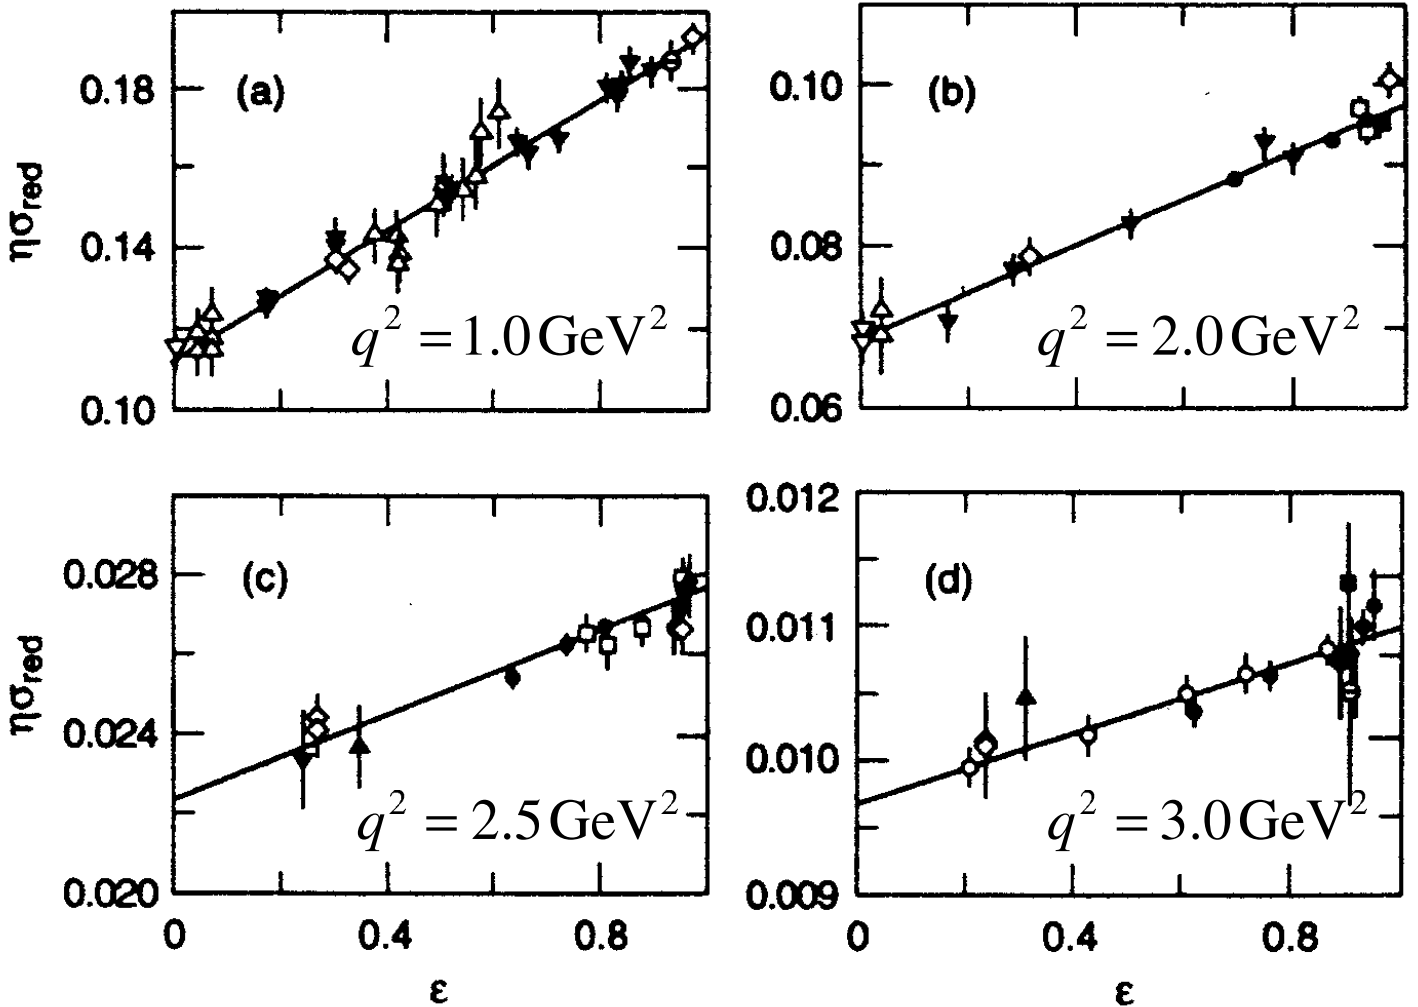 (a)
(b)
ησred
0.18
0.14
0.10
q² = 1.0 GeV²
0.10
0.08
0.06
q² = 2.0 GeV²
(c)
(d)
ησred
0.028
0.024
0.020
q² = 2.5 GeV²
0.012
0.011
0.010
0.009
q² = 3.0 GeV²
0 0.4 0.8
0 0.4 0.8
ε
ε